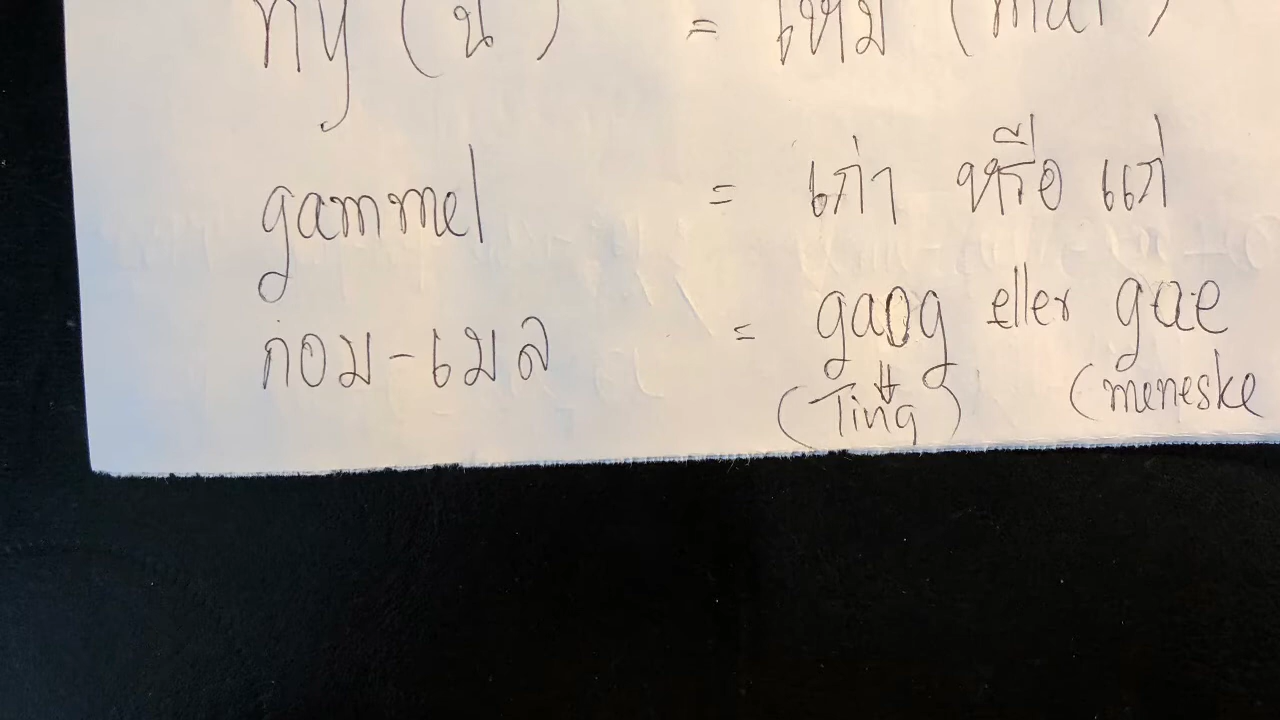 ny ( นี ) = ใหม่ (mai)
gammel = เก่า หรือ แก่
ก่อม-เมล = gaog eller gae
(Ting) (meneske